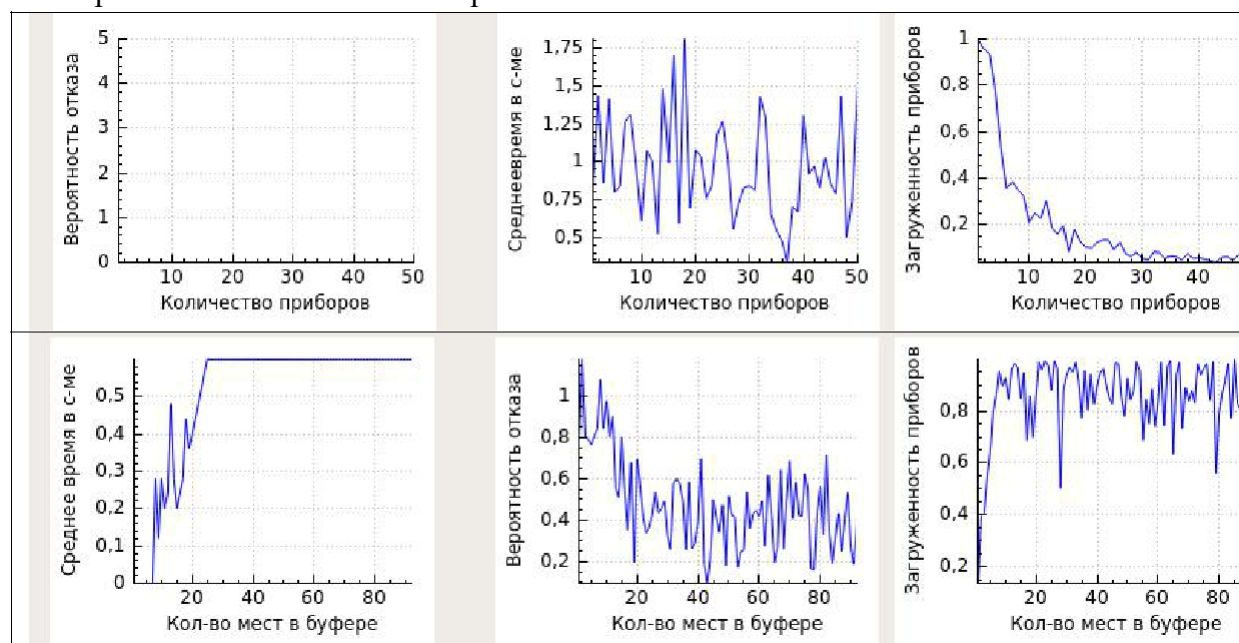 Вероятность отказа
5
4
3
2
1
0
10 20 30 40 50
Количество приборов
Среднеевремя в с-ме
1,75
1,5
1,25
1
0.75
0.5
10 20 30 40 50
Количество приборов
Загруженность приборов
1
0.8
0,6
0.4
0.2
10 20 30 40
Количество приборов
Среднее время в с-ме
0.5
0.4
0.3
0.2
0.1
0
20 40 60 80
Кол-во мест в буфере
Вероятность отказа
1
0.8
0.6
0.4
0.2
20 40 60 80
Кол-во мест в буфере
Загруженность приборов
0.8
0.6
0.4
0.2
20 40 60 80
Кол-во мест в буфере